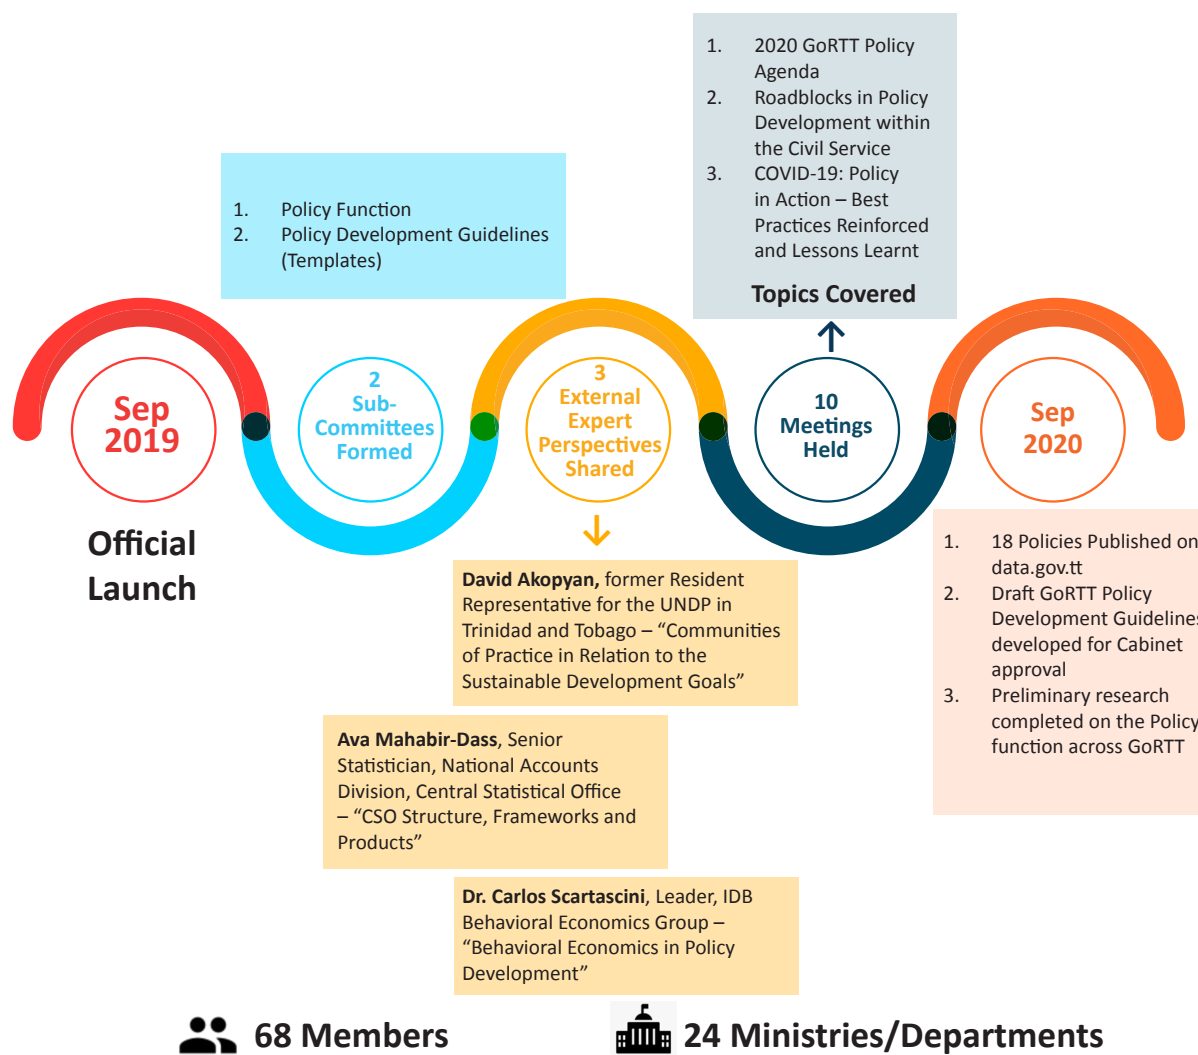 1. 2020 GoRTT Policy
Agenda
2. Roadblocks in Policy
Development within
the Civil Service
3. COVID-19: Policy
in Action – Best
Practices Reinforced
and Lessons Learnt
Topics Covered
1. Policy Function
2. Policy Development Guidelines
(Templates)
Sep
2019
Official
Launch
2
Sub-
Committees
Formed
3
External
Expert
Perspectives
Shared
10
Meetings
Held
Sep
2020
David Akopyan, former Resident
Representative for the UNDP in
Trinidad and Tobago – “Communities
of Practice in Relation to the
Sustainable Development Goals”
Ava Mahabir-Dass, Senior
Statistician, National Accounts
Division, Central Statistical Office
– “CSO Structure, Frameworks and
Products”
Dr. Carlos Scartascini, Leader, IDB
Behavioral Economics Group –
“Behavioral Economics in Policy
Development”
1. 18 Policies Published on
data.gov.tt
2. Draft GoRTT Policy
Development Guidelines
developed for Cabinet
approval
3. Preliminary research
completed on the Policy
function across GoRTT
68 Members
24 Ministries/Departments